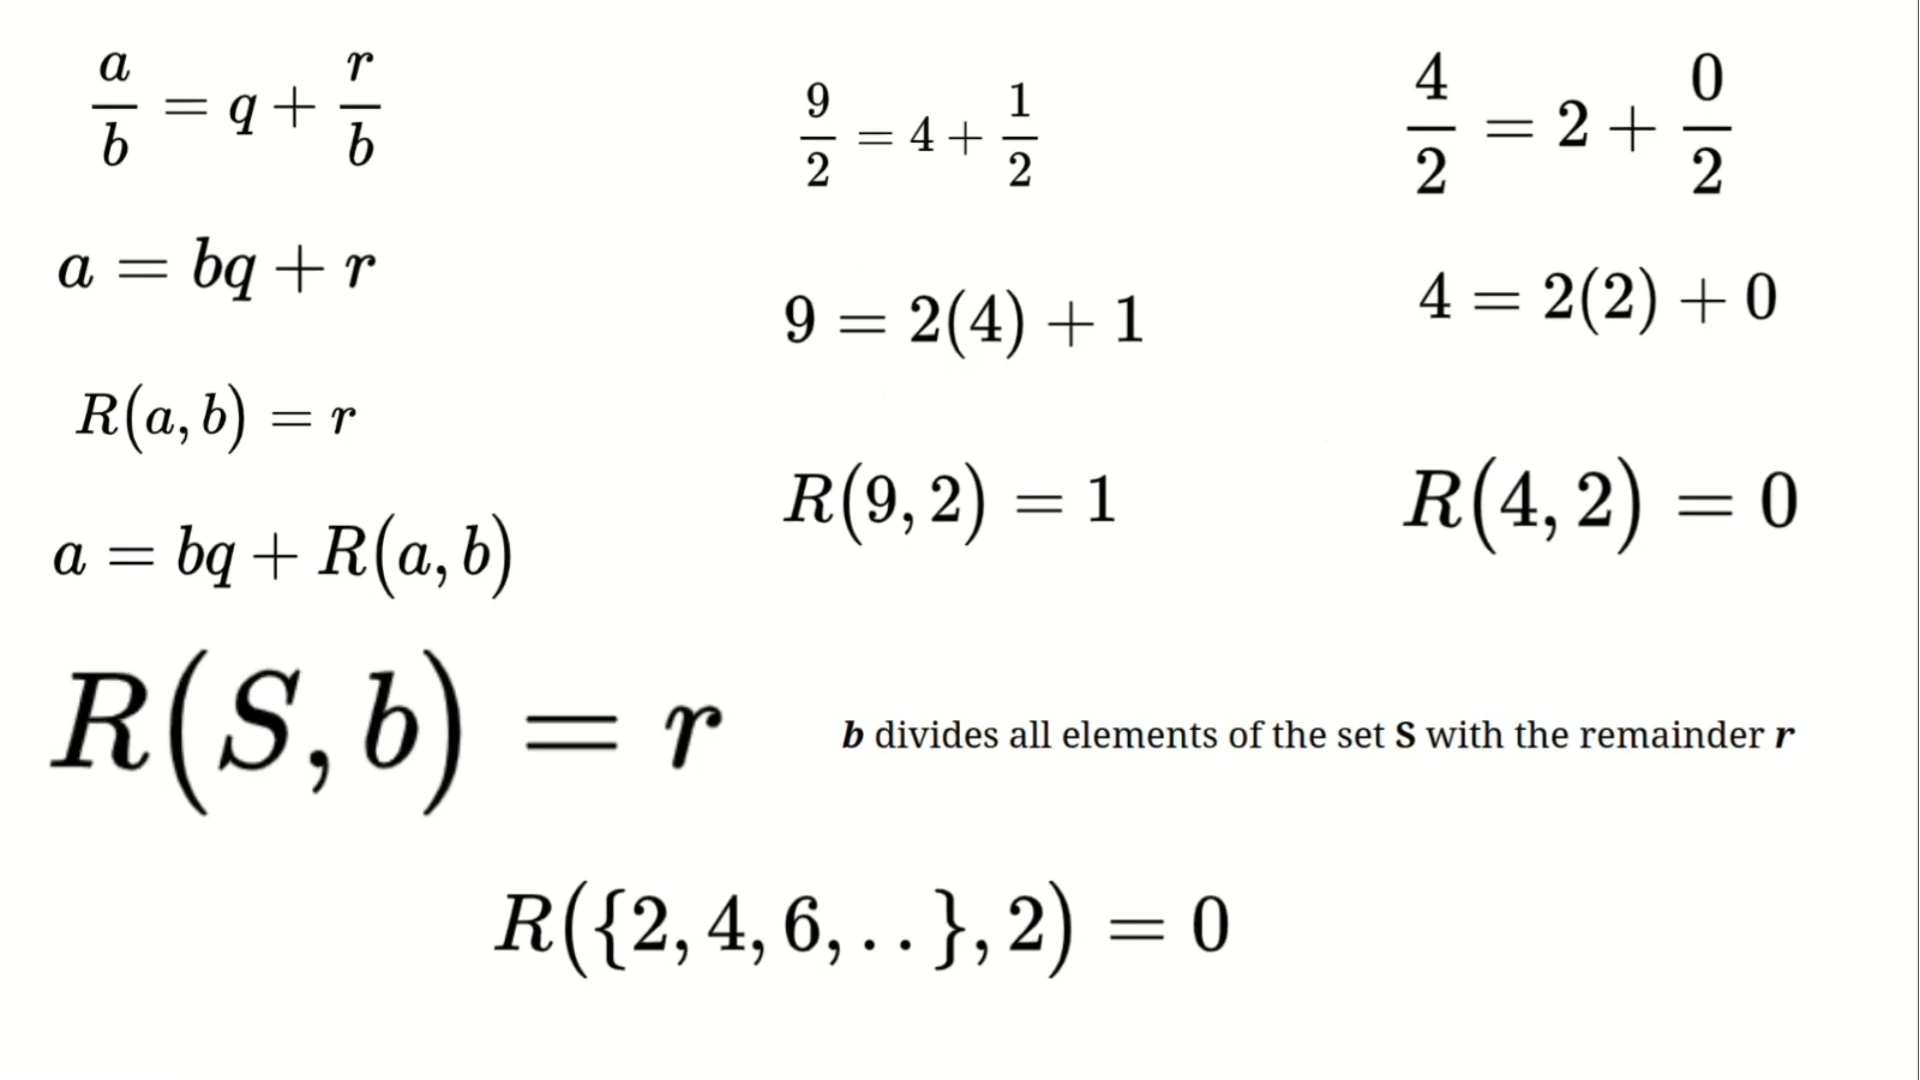 a/b = q + r/b
a = bq + r
R(a, b) = r
a = bq + R(a, b)
9/2 = 4 + 1/2
9 = 2(4) + 1
R(9, 2) = 1
4/2 = 2 + 0/2
4 = 2(2) + 0
R(4, 2) = 0
R(S, b) = r
b divides all elements of the set S with the remainder r
R({2, 4, 6, . . }, 2) = 0